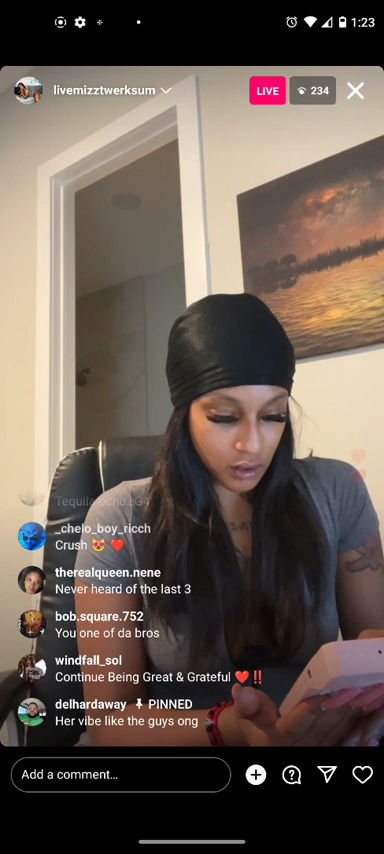 1:23
livemizztwerksum
LIVE
234
_chelo_boy_ricch
Crush 😻 ❤️
therealqueen.nene
Never heard of the last 3
bob.square.752
You one of da bros
windfall_sol
Continue Being Great & Grateful ❤️‼️
delhardaway 📌 PINNED
Her vibe like the guys ong
Add a comment...